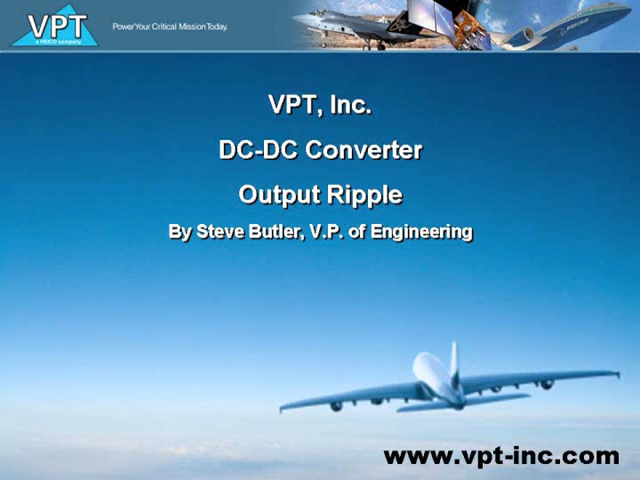 VPT
a HEICO company
Power Your Critical Mission Today.
BOEING
VPT, Inc.
DC-DC Converter
Output Ripple
By Steve Butler, V.P. of Engineering
www.vpt-inc.com